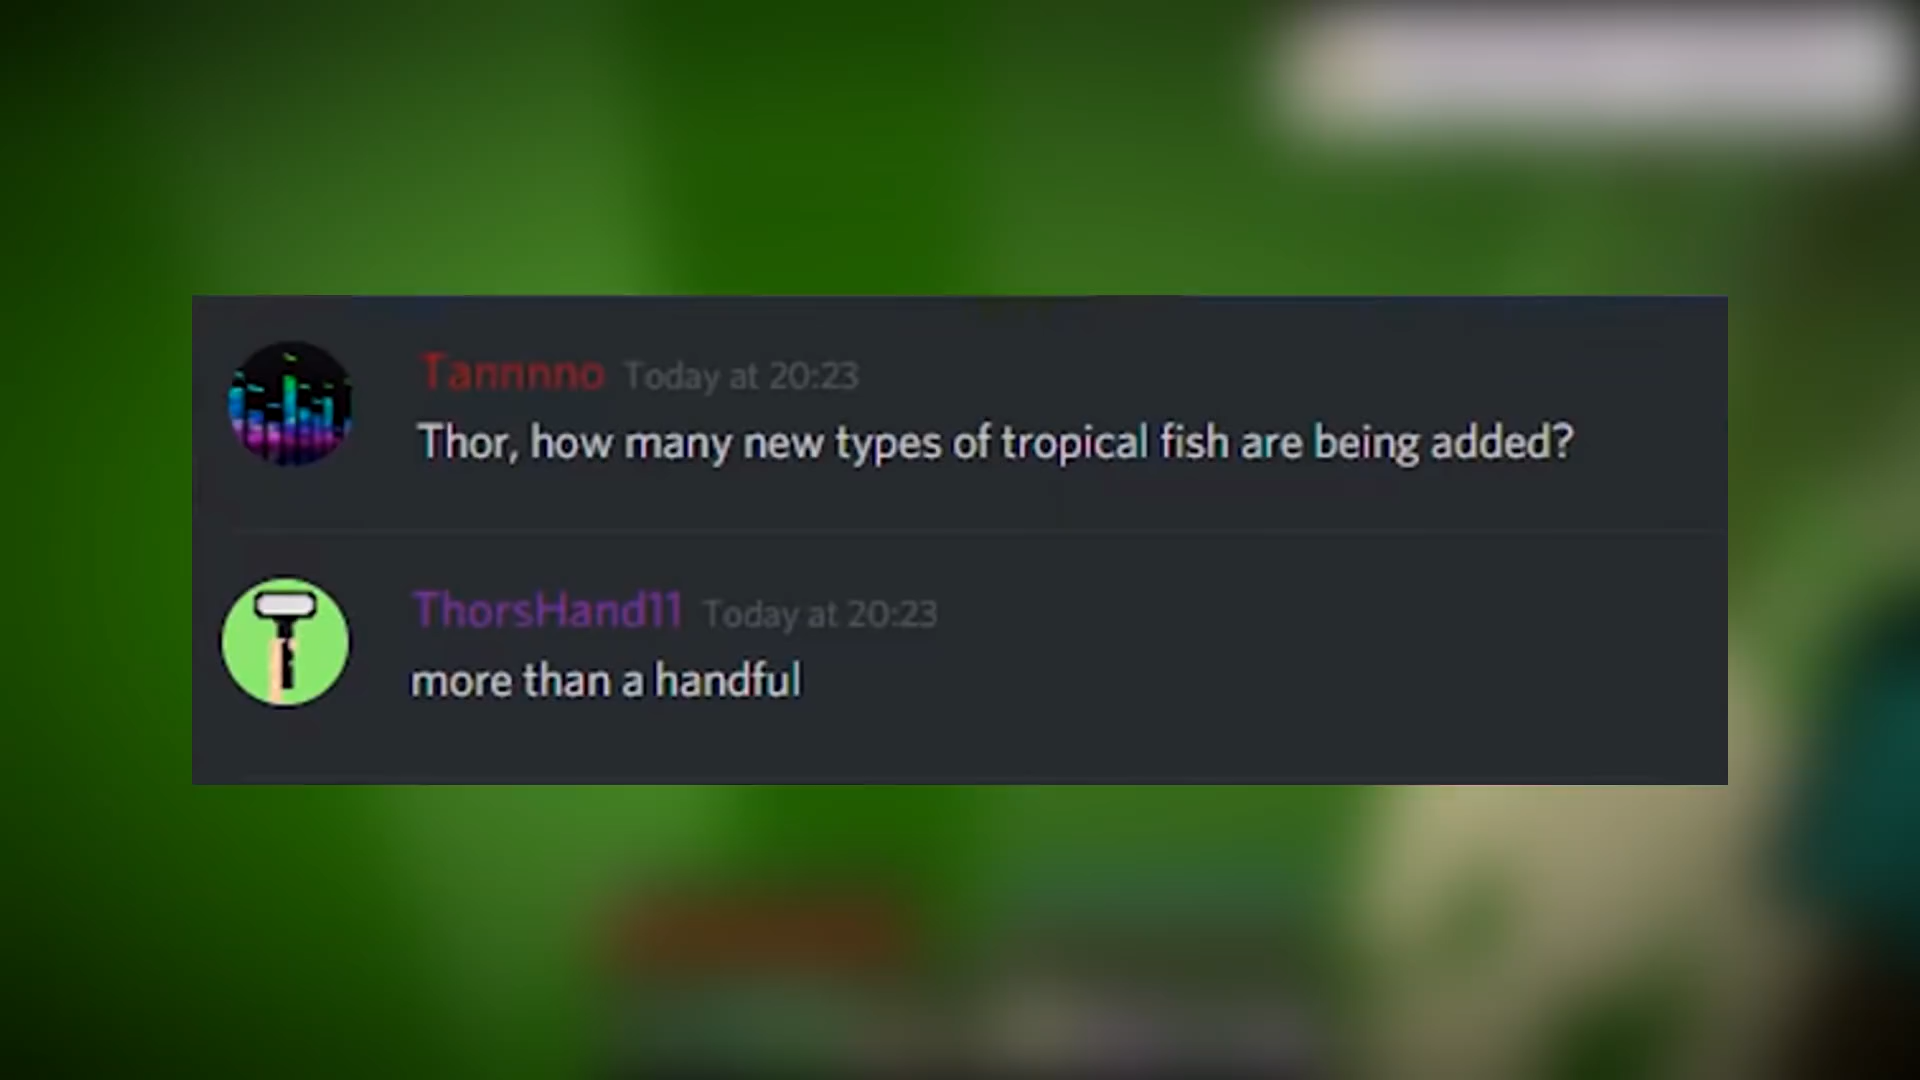 Tannnno Today at 20:23
Thor, how many new types of tropical fish are being added?
ThorsHand11 Today at 20:23
more than a handful